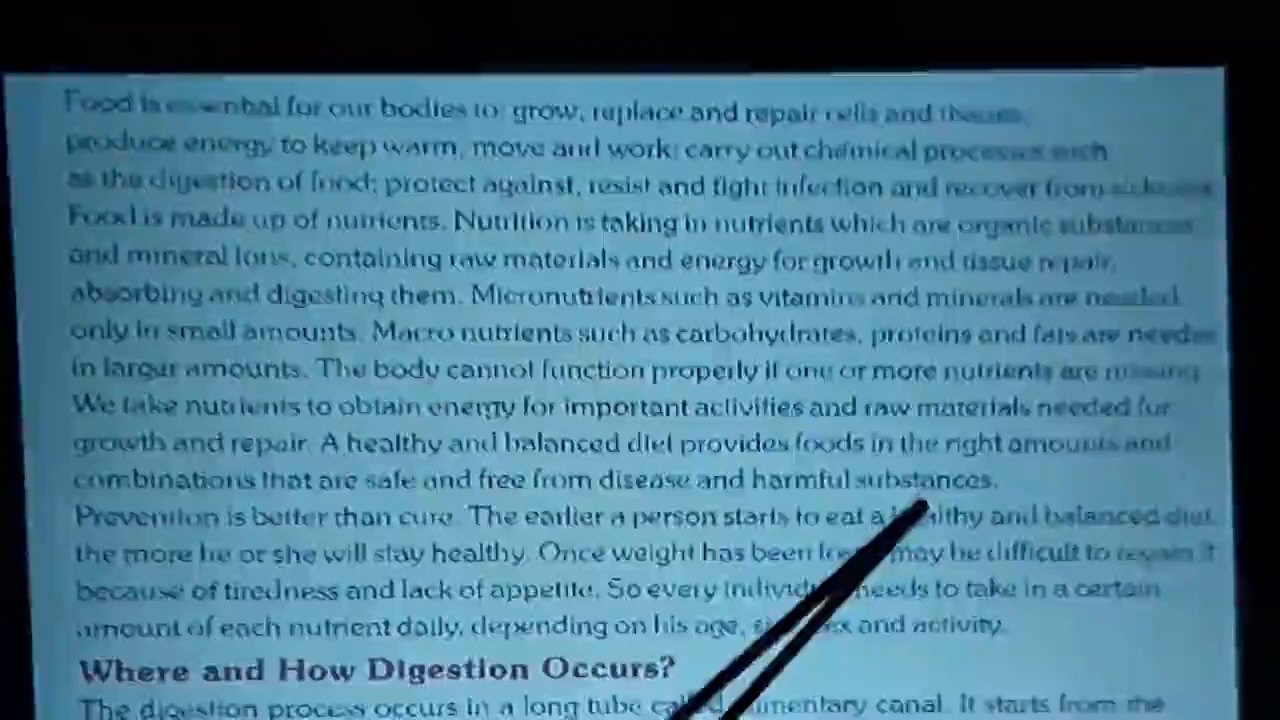 Food is essential for our bodies to: grow, replace and repair cells and tissues;
produce energy to keep warm, move and work; carry out chemical processes such
as the digestion of food; protect against, resist and fight infection and recover from sickness.
Food is made up of nutrients. Nutrition is taking in nutrients which are organic substances
and mineral ions, containing raw materials and energy for growth and tissue repair,
absorbing and digesting them. Micronutrients such as vitamins and minerals are needed
only in small amounts. Macro nutrients such as carbohydrates, proteins and fats are needed
in larger amounts. The body cannot function properly if one or more nutrients are missing.
We take nutrients to obtain energy for important activities and raw materials needed for
growth and repair. A healthy and balanced diet provides foods in the right amounts and
combinations that are safe and free from disease and harmful substances.
Prevention is better than cure. The earlier a person starts to eat a healthy and balanced diet,
the more he or she will stay healthy. Once weight has been may be difficult to regain it
because of tiredness and lack of appetite. So every individual needs to take in a certain
amount of each nutrient daily, depending on his age, and activity.
Where and How Digestion Occurs?
The digestion process occurs in a long tube called alimentary canal. It starts from the